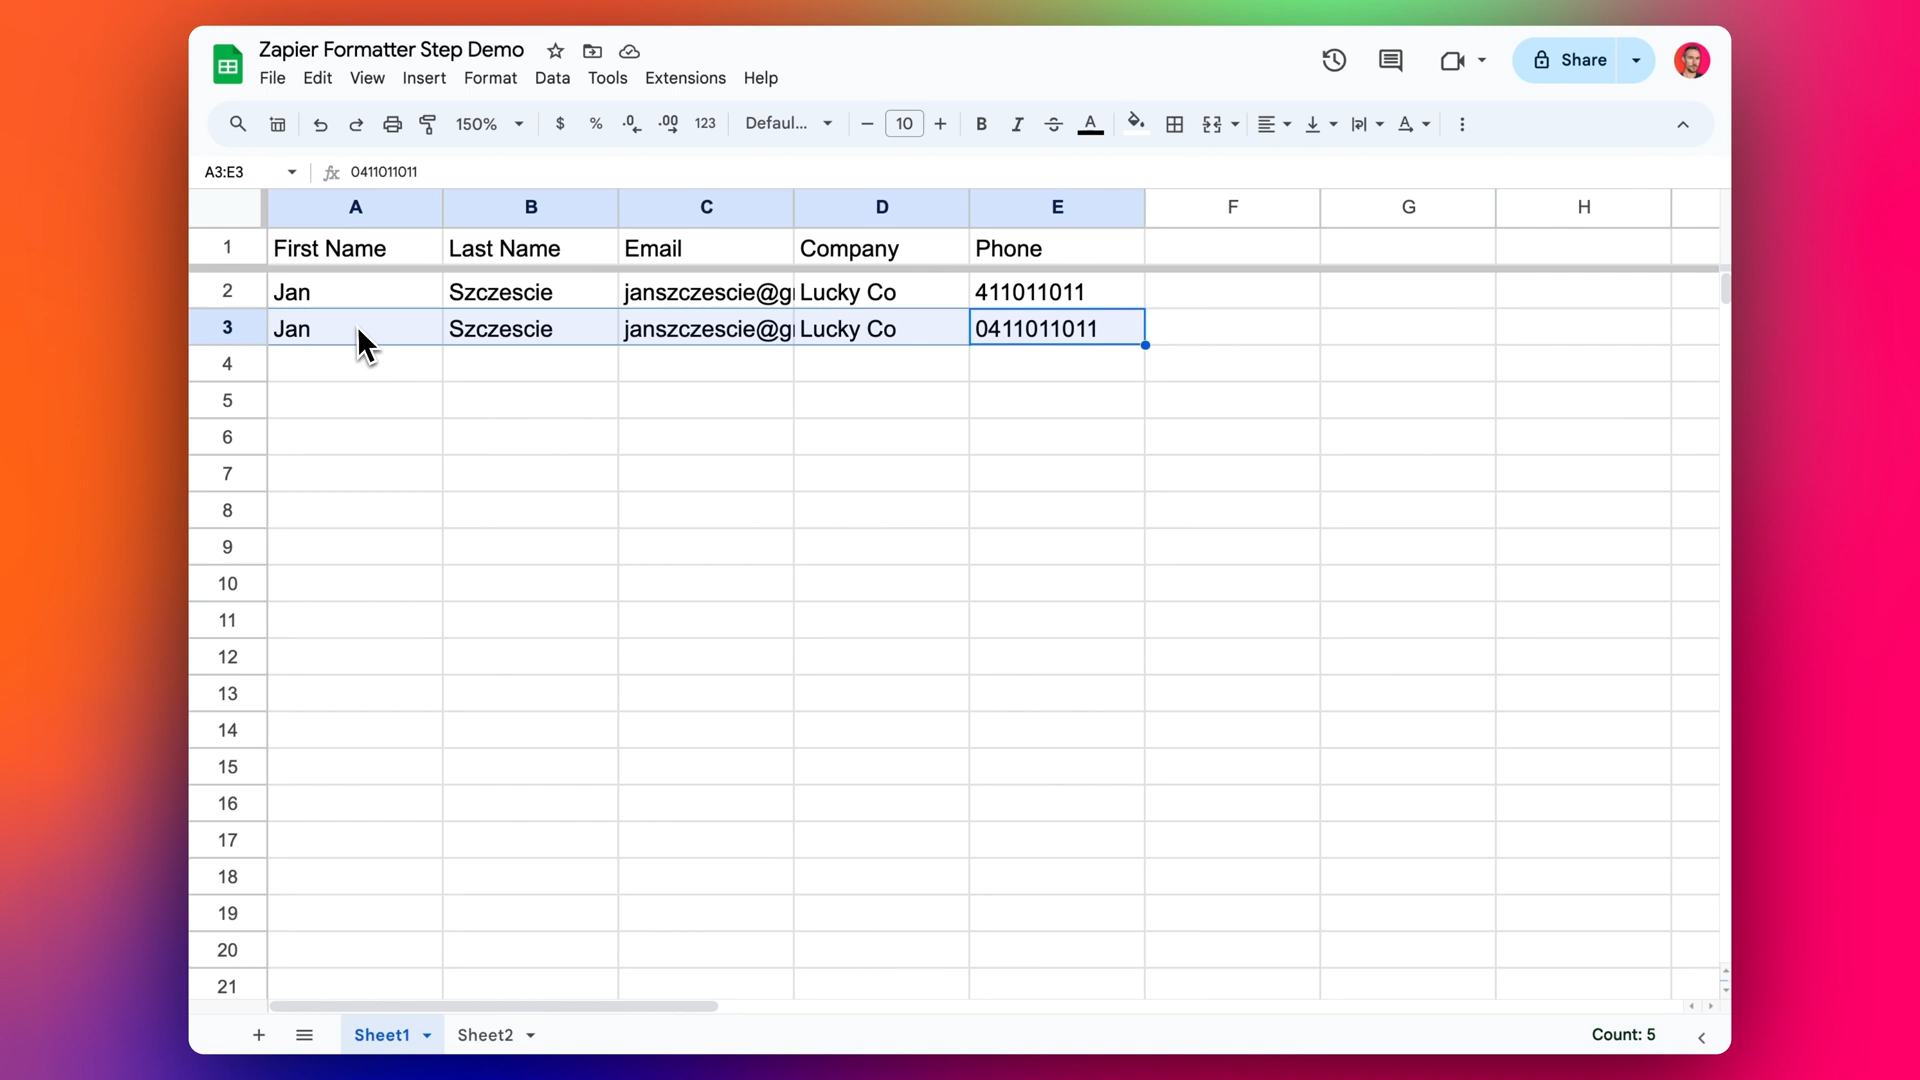 Zapier Formatter Step Demo
File Edit View Insert Format Data Tools Extensions Help
Share
150% $ % .0 .00 123 Defaul... 10 B I S A
A3:E3 fx 0411011011
A B C D E F G H
1 First Name Last Name Email Company Phone
2 Jan Szczescie janszczescie@g Lucky Co 411011011
3 Jan Szczescie janszczescie@g Lucky Co 0411011011
4
5
6
7
8
9
10
11
12
13
14
15
16
17
18
19
20
21
Sheet1 Sheet2 Count: 5